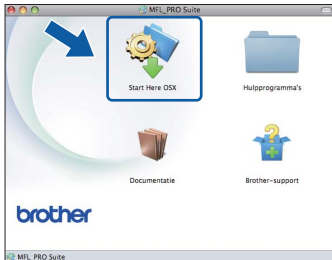 MFL_PRO Suite
Start Here OSX
Hulpprogramma's
Documentatie
Brother-support
brother
MFL_PRO Suite